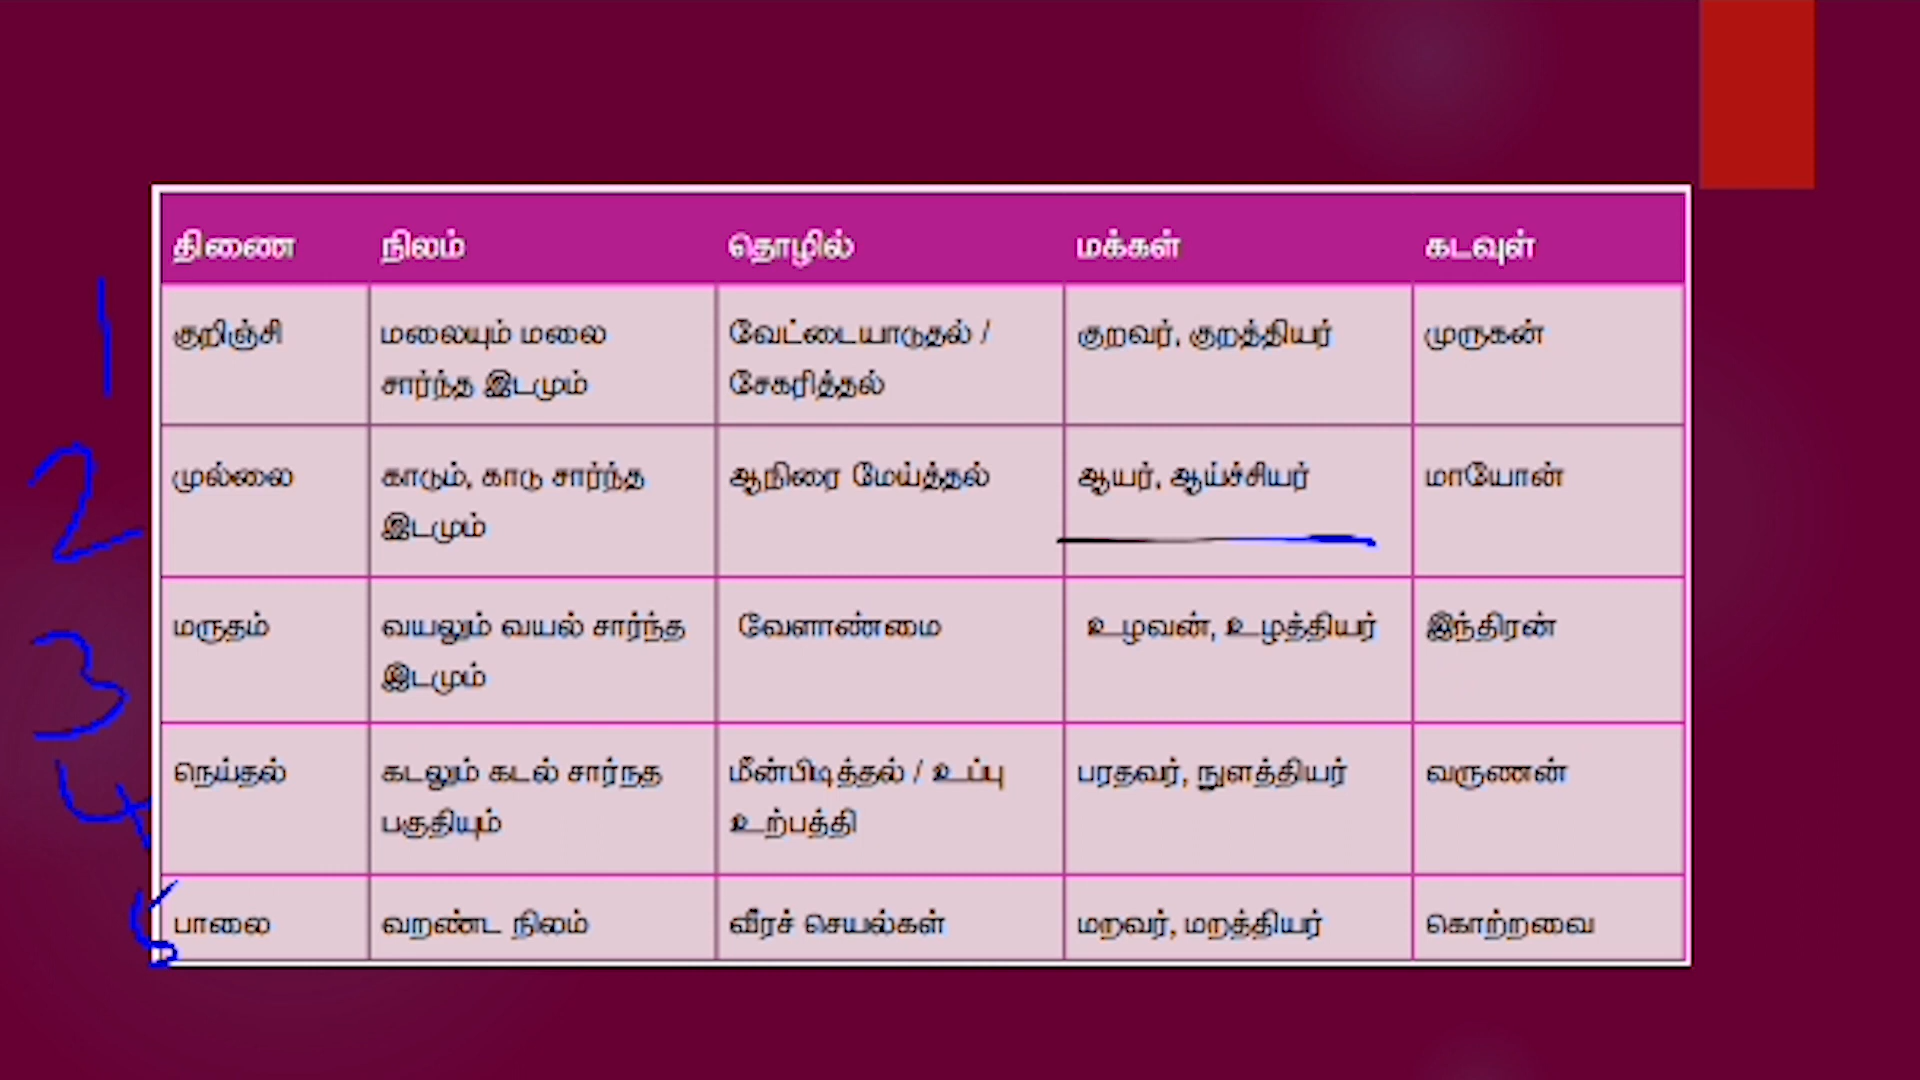 திணை நிலம் தொழில் மக்கள் கடவுள்
1
குறிஞ்சி மலையும் மலை வேட்டையாடுதல் / குறவர், குறத்தியர் முருகன்
சார்ந்த இடமும் சேகரித்தல்
2
முல்லை காடும், காடு சார்ந்த ஆநிரை மேய்த்தல் ஆயர், ஆய்ச்சியர் மாயோன்
இடமும்
3
மருதம் வயலும் வயல் சார்ந்த வேளாண்மை உழவன், உழத்தியர் இந்திரன்
இடமும்
4
நெய்தல் கடலும் கடல் சார்நத மீன்பிடித்தல் / உப்பு பரதவர், நுளத்தியர் வருணன்
பகுதியும் உற்பத்தி
5
பாலை வறண்ட நிலம் வீரச் செயல்கள் மறவர், மறத்தியர் கொற்றவை